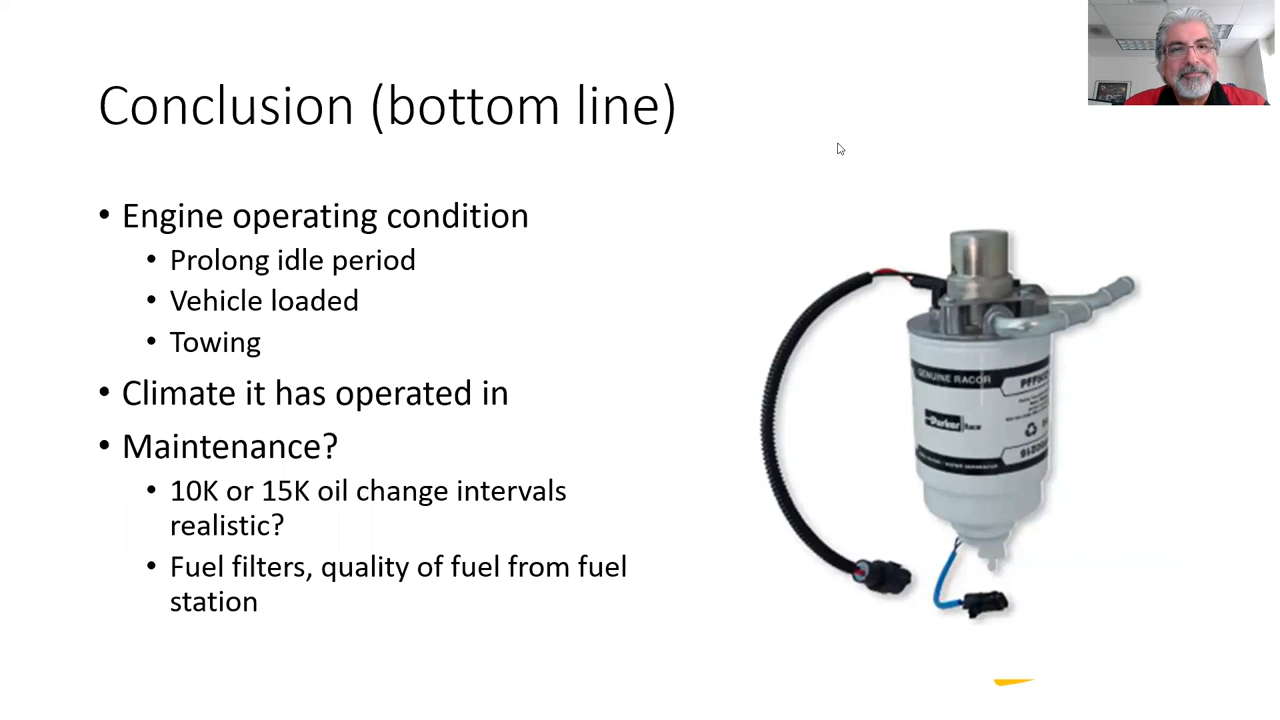 Conclusion (bottom line)
• Engine operating condition
• Prolong idle period
• Vehicle loaded
• Towing
• Climate it has operated in
• Maintenance?
• 10K or 15K oil change intervals
realistic?
• Fuel filters, quality of fuel from fuel
station
GENUINE RACOR
Parker